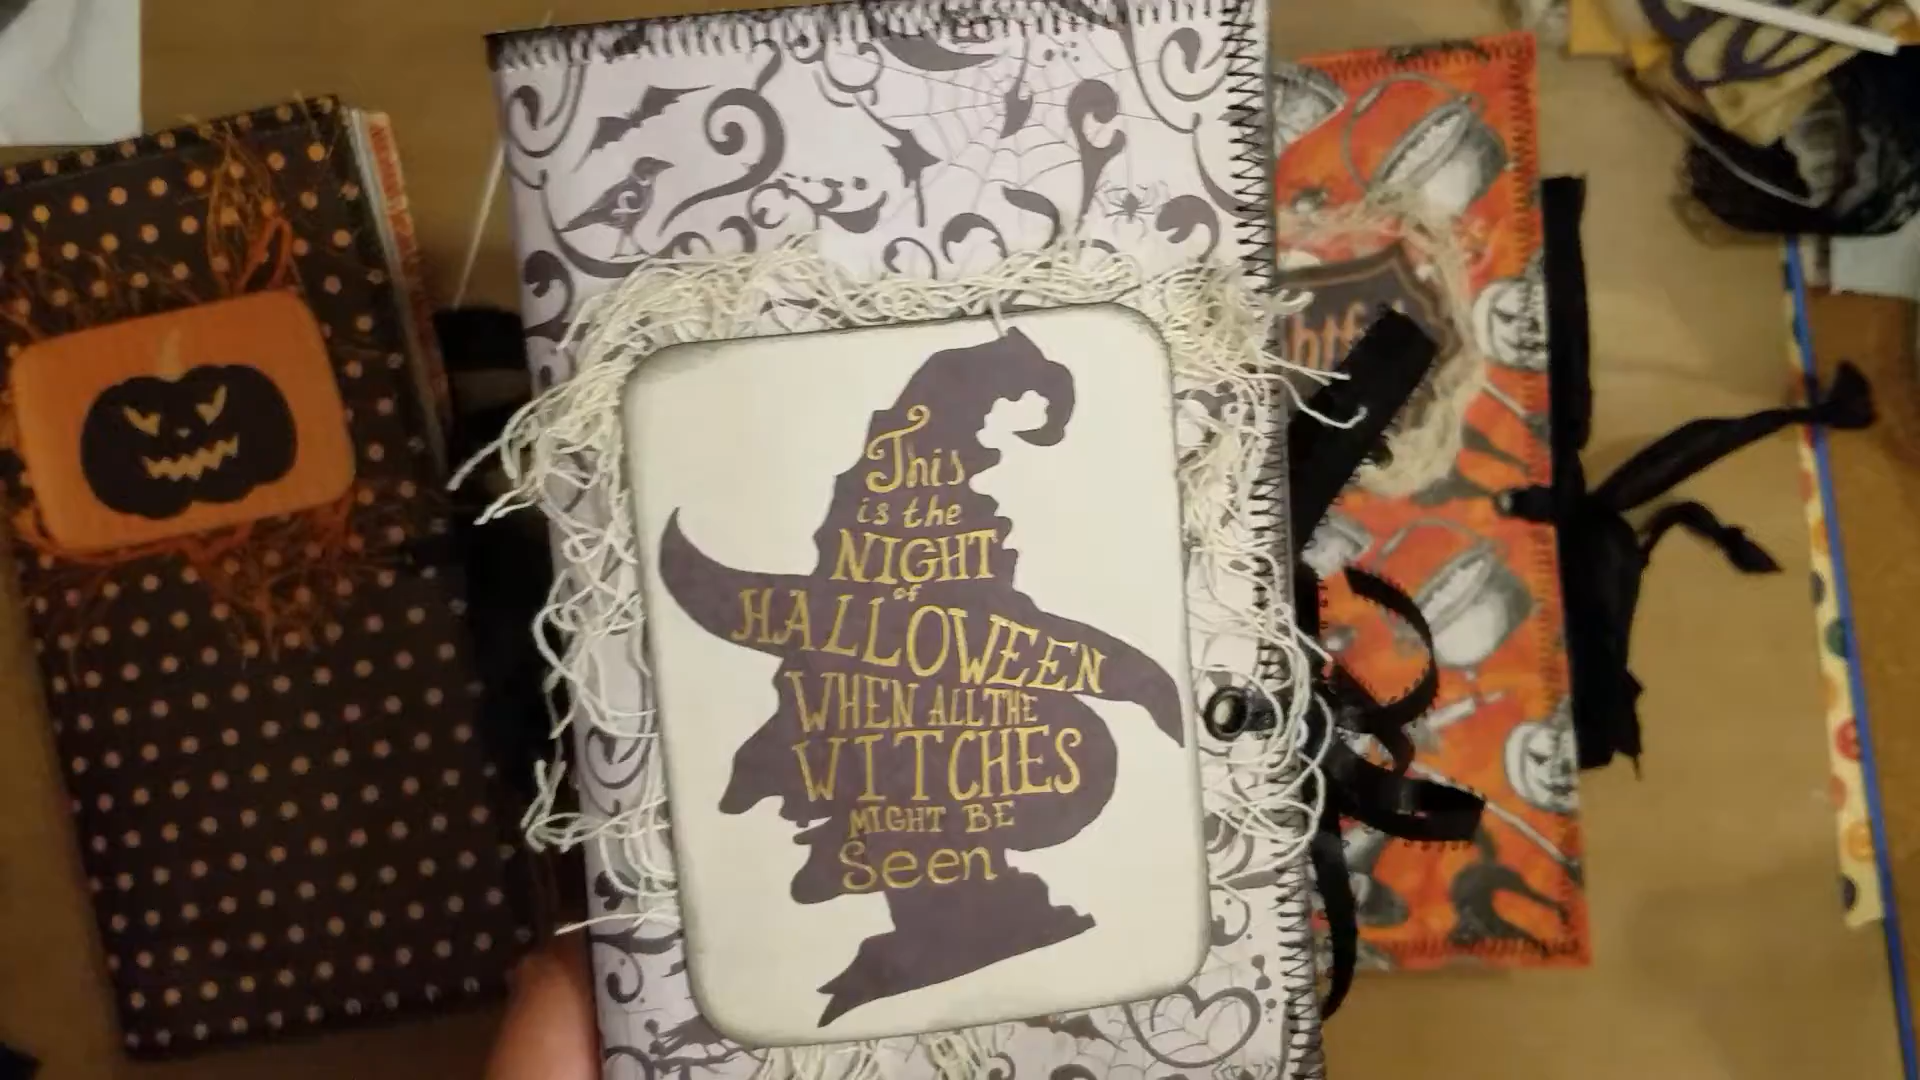 This
is the
NIGHT
of
HALLOWEEN
WHEN ALL THE
WITCHES
MIGHT BE
Seen